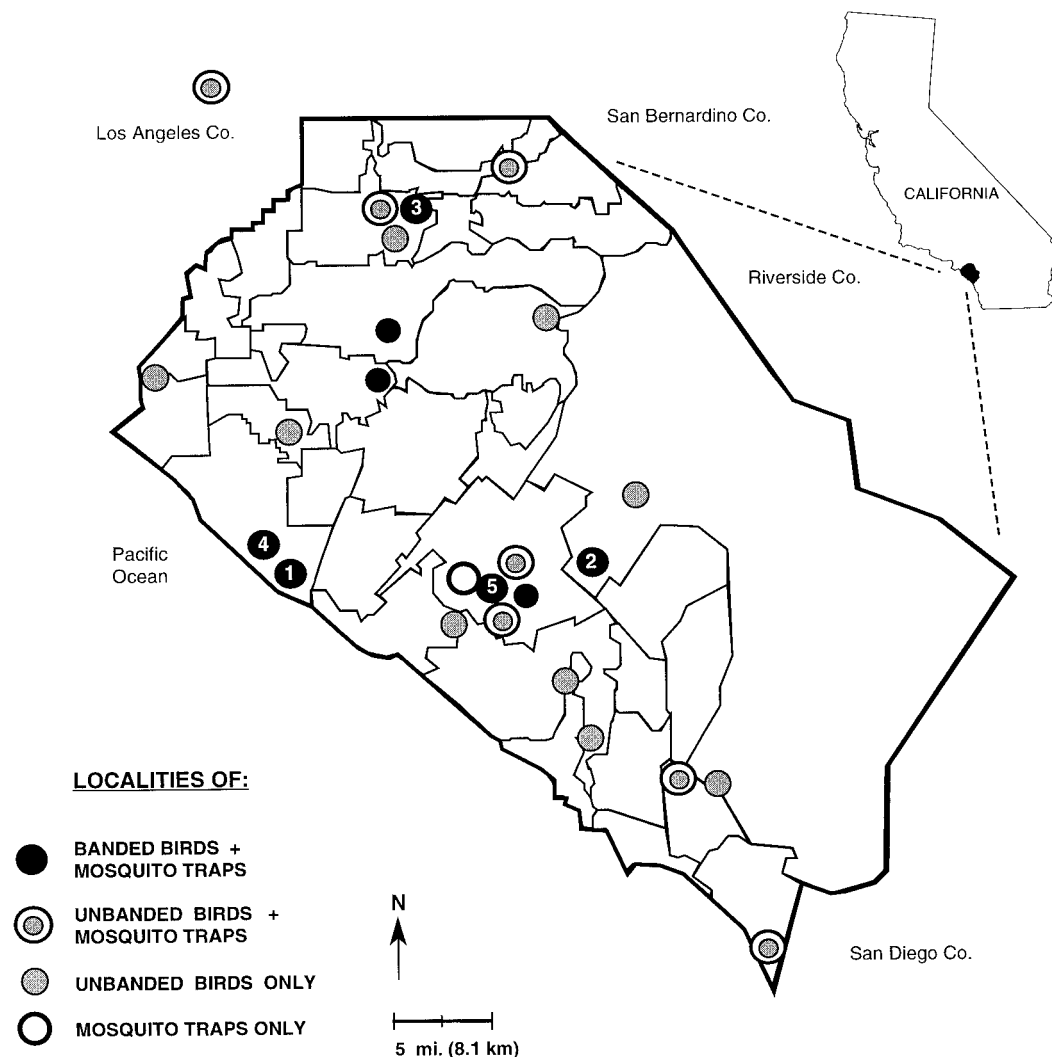 Los Angeles Co.
San Bernardino Co.
CALIFORNIA
3
Riverside Co.
Pacific
Ocean
4
1
5
2
LOCALITIES OF:
BANDED BIRDS +
MOSQUITO TRAPS
UNBANDED BIRDS +
MOSQUITO TRAPS
UNBANDED BIRDS ONLY
MOSQUITO TRAPS ONLY
N
5 mi. (8.1 km)
San Diego Co.